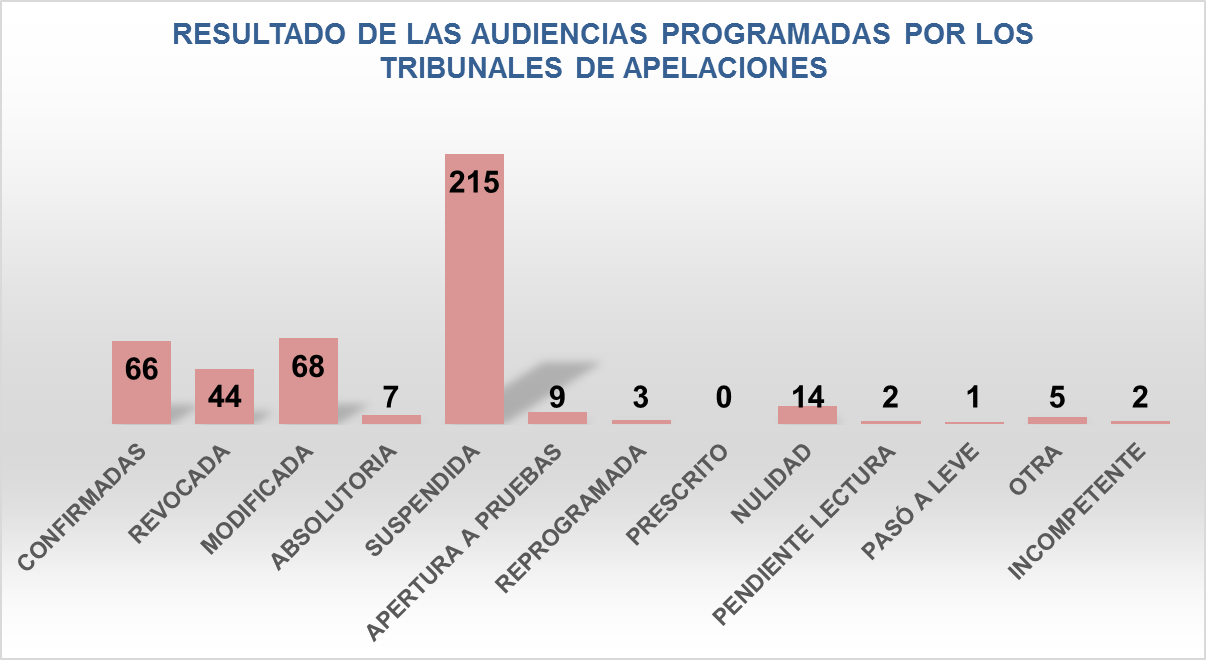 RESULTADO DE LAS AUDIENCIAS PROGRAMADAS POR LOS
TRIBUNALES DE APELACIONES
215
66
44
68
7
9
3
0
14
2
1
5
2
CONFIRMADAS
REVOCADA
MODIFICADA
ABSOLUTORIA
SUSPENDIDA
APERTURA A PRUEBAS
REPROGRAMADA
PRESCRITO
NULIDAD
PENDIENTE LECTURA
PASÓ A LEVE
OTRA
INCOMPETENTE